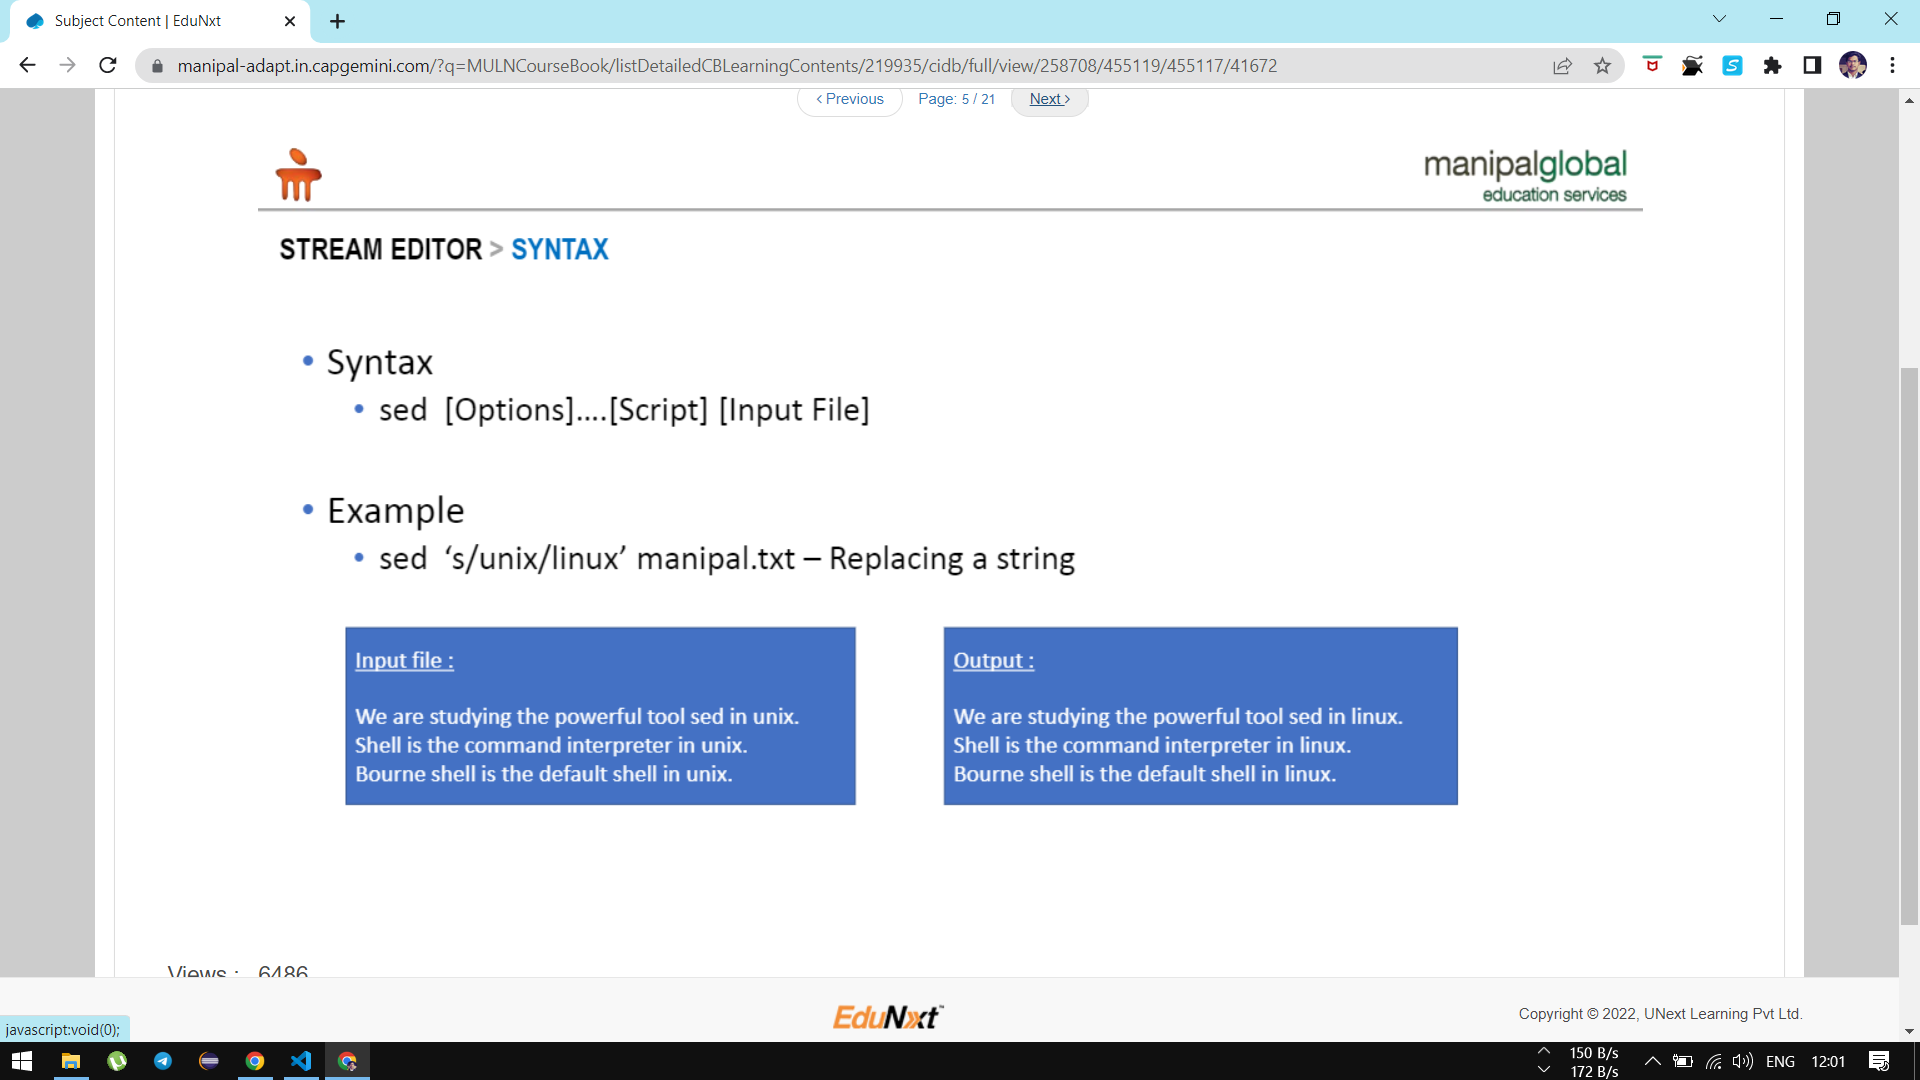 Subject Content | EduNxt
manipal-adapt.in.capgemini.com/?q=MULNCourseBook/listDetailedCBLearningContents/219935/cidb/full/view/258708/455119/455117/41672
‹ Previous Page: 5 / 21 Next ›
manipalglobal
education services
STREAM EDITOR > SYNTAX
• Syntax
• sed [Options]....[Script] [Input File]
• Example
• sed ‘s/unix/linux’ manipal.txt – Replacing a string
Input file :
We are studying the powerful tool sed in unix.
Shell is the command interpreter in unix.
Bourne shell is the default shell in unix.
Output :
We are studying the powerful tool sed in linux.
Shell is the command interpreter in linux.
Bourne shell is the default shell in linux.
Views : 6486
EduNxt™
Copyright © 2022, UNext Learning Pvt Ltd.
javascript:void(0);
150 B/s
172 B/s
ENG 12:01